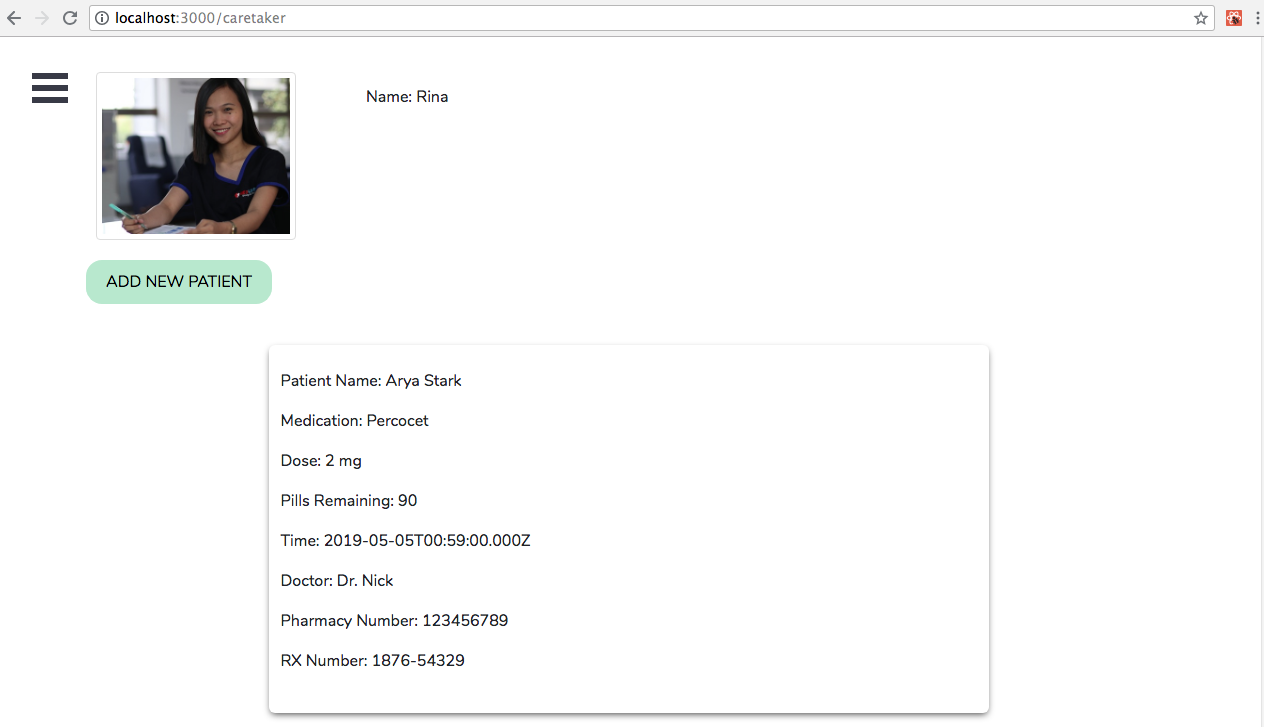 localhost:3000/caretaker
Name: Rina
ADD NEW PATIENT
Patient Name: Arya Stark
Medication: Percocet
Dose: 2 mg
Pills Remaining: 90
Time: 2019-05-05T00:59:00.000Z
Doctor: Dr. Nick
Pharmacy Number: 123456789
RX Number: 1876-54329